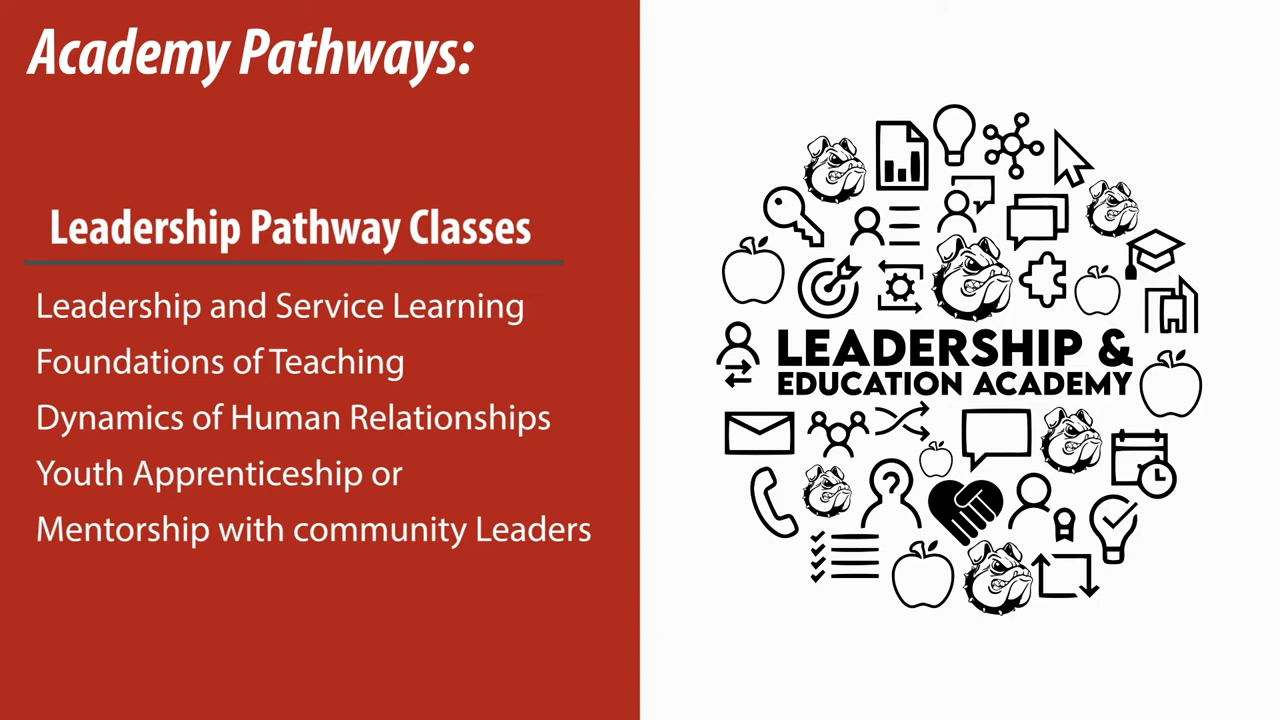 Academy Pathways:
Leadership Pathway Classes
Leadership and Service Learning
Foundations of Teaching
Dynamics of Human Relationships
Youth Apprenticeship or
Mentorship with community Leaders
LEADERSHIP &
EDUCATION ACADEMY